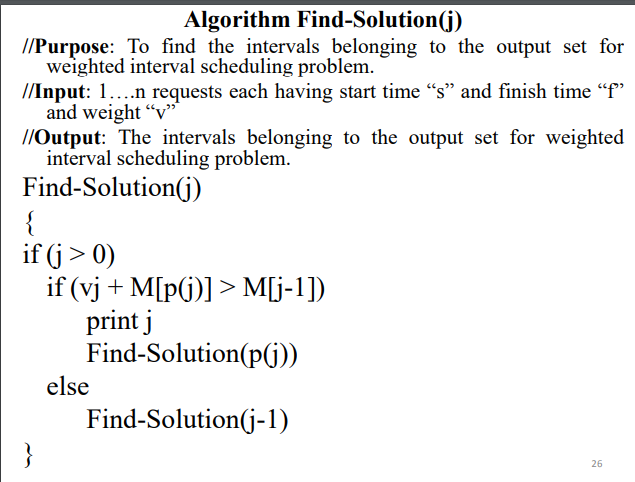 Algorithm Find-Solution(j)
//Purpose: To find the intervals belonging to the output set for
weighted interval scheduling problem.
//Input: 1….n requests each having start time “s” and finish time “f”
and weight “v”
//Output: The intervals belonging to the output set for weighted
interval scheduling problem.
Find-Solution(j)
{
if (j > 0)
if (vj + M[p(j)] > M[j-1])
print j
Find-Solution(p(j))
else
Find-Solution(j-1)
}
26